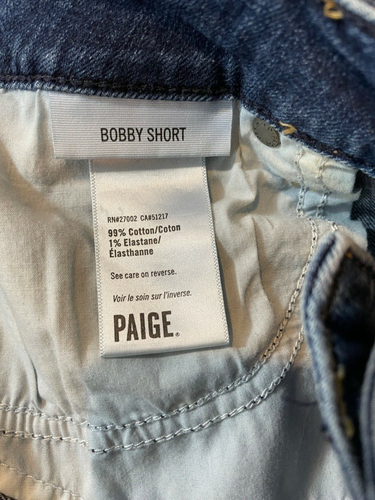 BOBBY SHORT
RN#27002 CA#51217
99% Cotton/Coton
1% Elastane/
Élasthanne
See care on reverse.
Voir le soin sur l'inverse.
PAIGE®